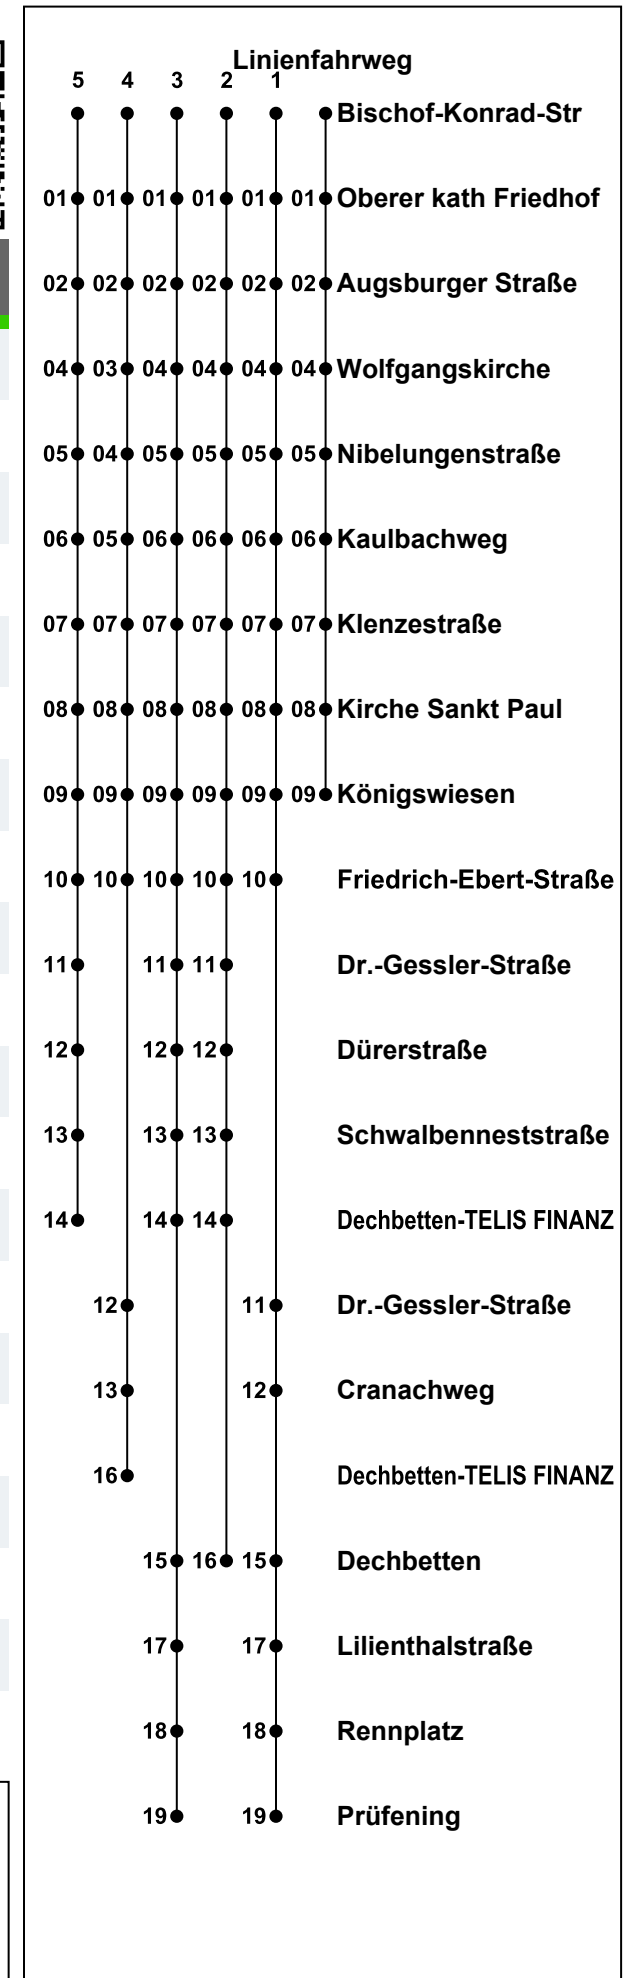 Linienfahrweg
5 4 3 2 1
Bischof-Konrad-Str
01 01 01 01 01 01 Oberer kath Friedhof
02 02 02 02 02 02 Augsburger Straße
04 03 04 04 04 04 Wolfgangskirche
05 04 05 05 05 05 Nibelungenstraße
06 05 06 06 06 06 Kaulbachweg
07 07 07 07 07 07 Klenzestraße
08 08 08 08 08 08 Kirche Sankt Paul
09 09 09 09 09 09 Königswiesen
10 10 10 10 10 Friedrich-Ebert-Straße
11 11 11 Dr.-Gessler-Straße
12 12 12 Dürerstraße
13 13 13 Schwalbenneststraße
14 14 14 Dechbetten-TELIS FINANZ
12 11 Dr.-Gessler-Straße
13 12 Cranachweg
16 Dechbetten-TELIS FINANZ
15 16 15 Dechbetten
17 17 Lilienthalstraße
18 18 Rennplatz
19 19 Prüfening